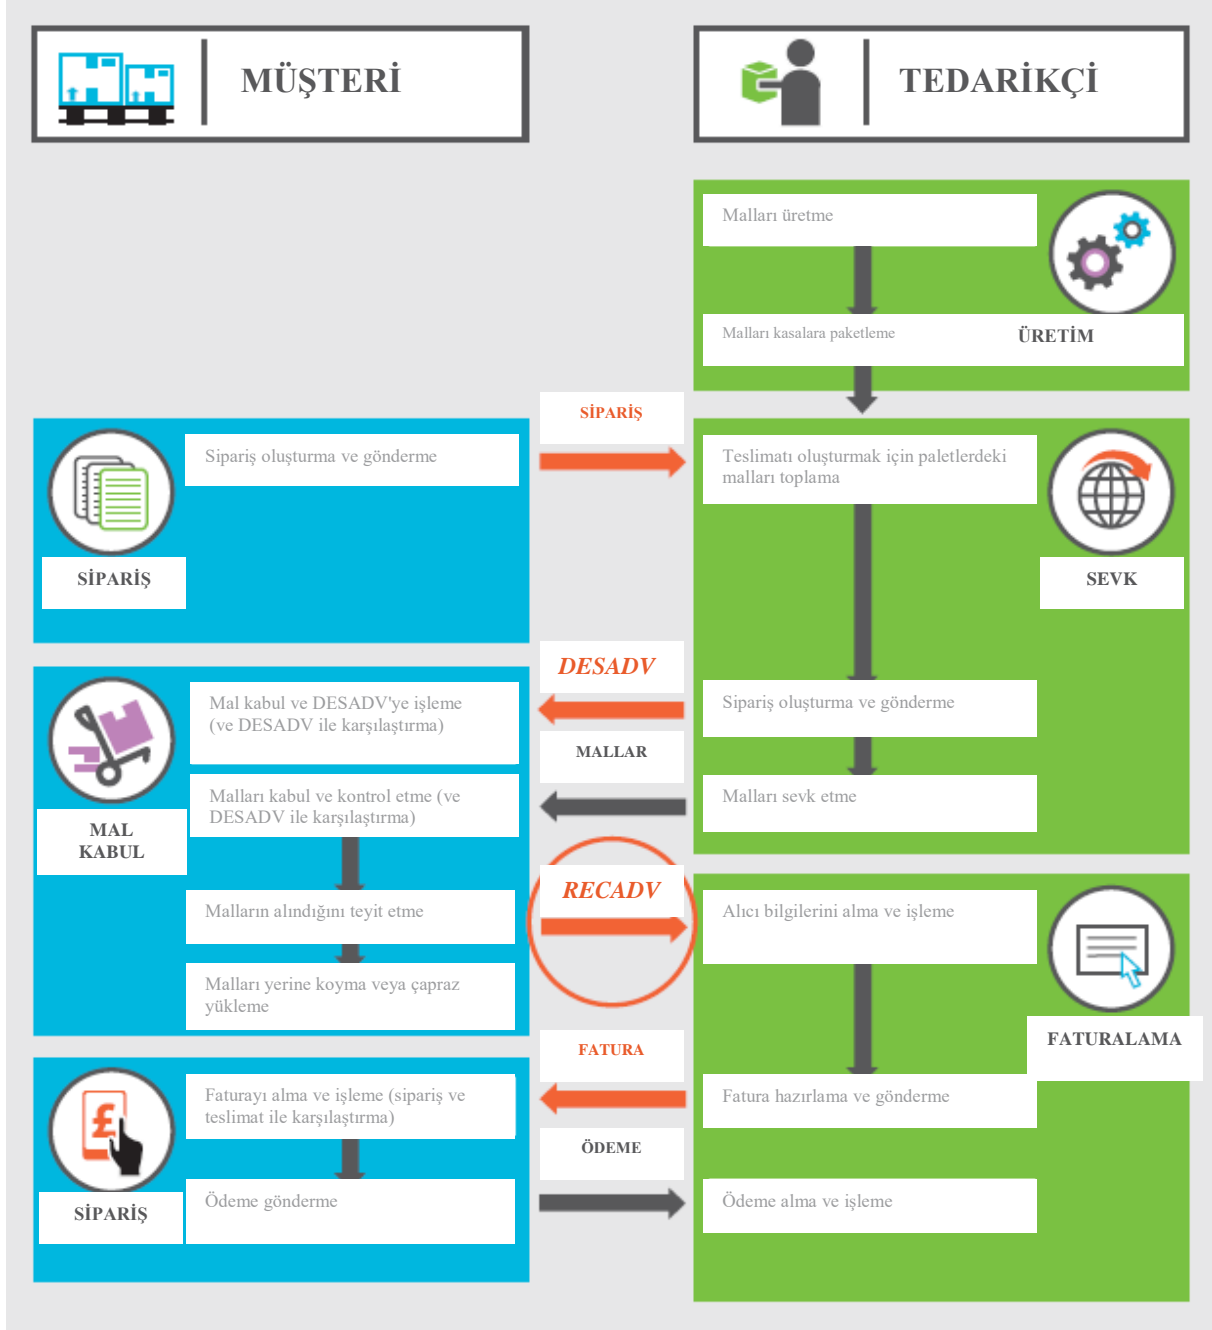 MÜŞTERİ
TEDARİKÇİ
Malları üretme
Malları kasalara paketleme
ÜRETİM
SİPARİŞ
Sipariş oluşturma ve gönderme
SİPARİŞ
Teslimatı oluşturmak için paletlerdeki
malları toplama
SEVK
DESADV
Mal kabul ve DESADV'ye işleme
(ve DESADV ile karşılaştırma)
Sipariş oluşturma ve gönderme
MALLAR
Malları kabul ve kontrol etme (ve
DESADV ile karşılaştırma)
Malları sevk etme
MAL
KABUL
RECADV
Malların alındığını teyit etme
Alıcı bilgilerini alma ve işleme
Malları yerine koyma veya çapraz
yükleme
FATURALAMA
FATURA
Faturayı alma ve işleme (sipariş ve
teslimat ile karşılaştırma)
Fatura hazırlama ve gönderme
ÖDEME
SİPARİŞ
Ödeme gönderme
Ödeme alma ve işleme
£